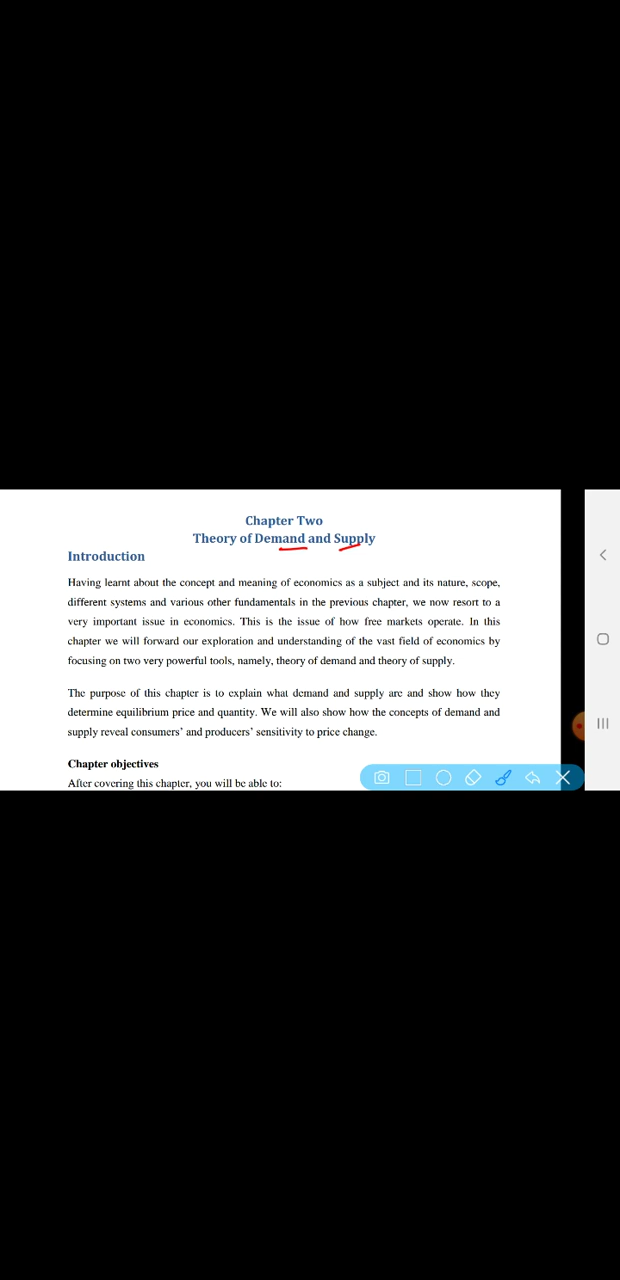 Chapter Two
Theory of Demand and Supply
Introduction
Having learnt about the concept and meaning of economics as a subject and its nature, scope,
different systems and various other fundamentals in the previous chapter, we now resort to a
very important issue in economics. This is the issue of how free markets operate. In this
chapter we will forward our exploration and understanding of the vast field of economics by
focusing on two very powerful tools, namely, theory of demand and theory of supply.
The purpose of this chapter is to explain what demand and supply are and show how they
determine equilibrium price and quantity. We will also show how the concepts of demand and
supply reveal consumers’ and producers’ sensitivity to price change.
Chapter objectives
After covering this chapter, you will be able to: